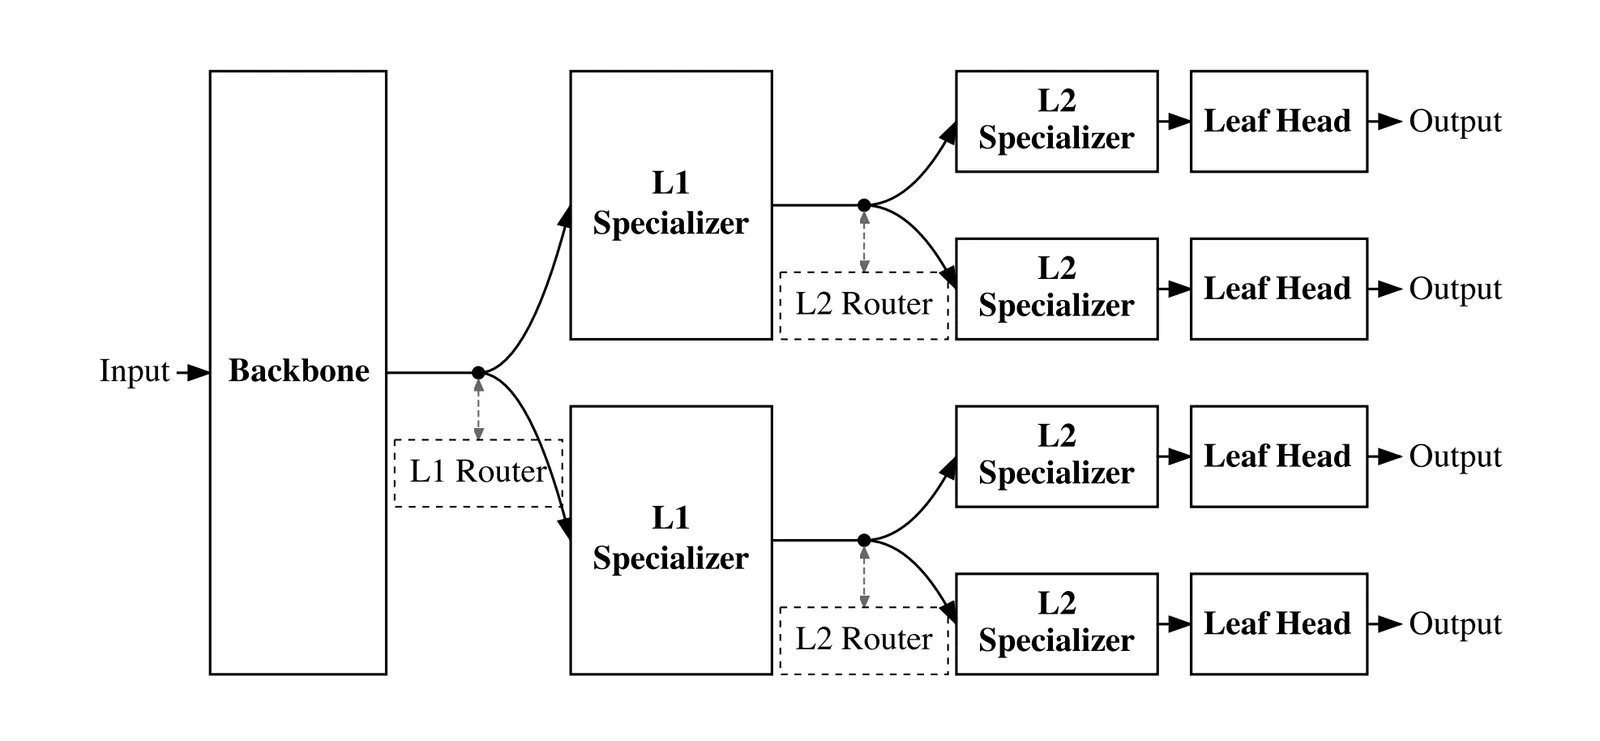 Input
Backbone
L1 Router
L1
Specializer
L2 Router
L2
Specializer
Leaf Head
Output
L2
Specializer
Leaf Head
Output
L1
Specializer
L2 Router
L2
Specializer
Leaf Head
Output
L2
Specializer
Leaf Head
Output